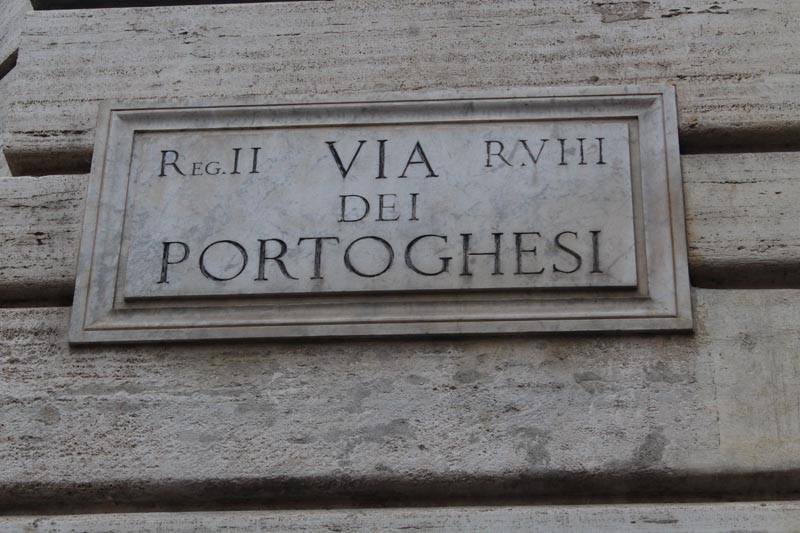 REG. II VIA R. VIII
DEI
PORTOGHESI